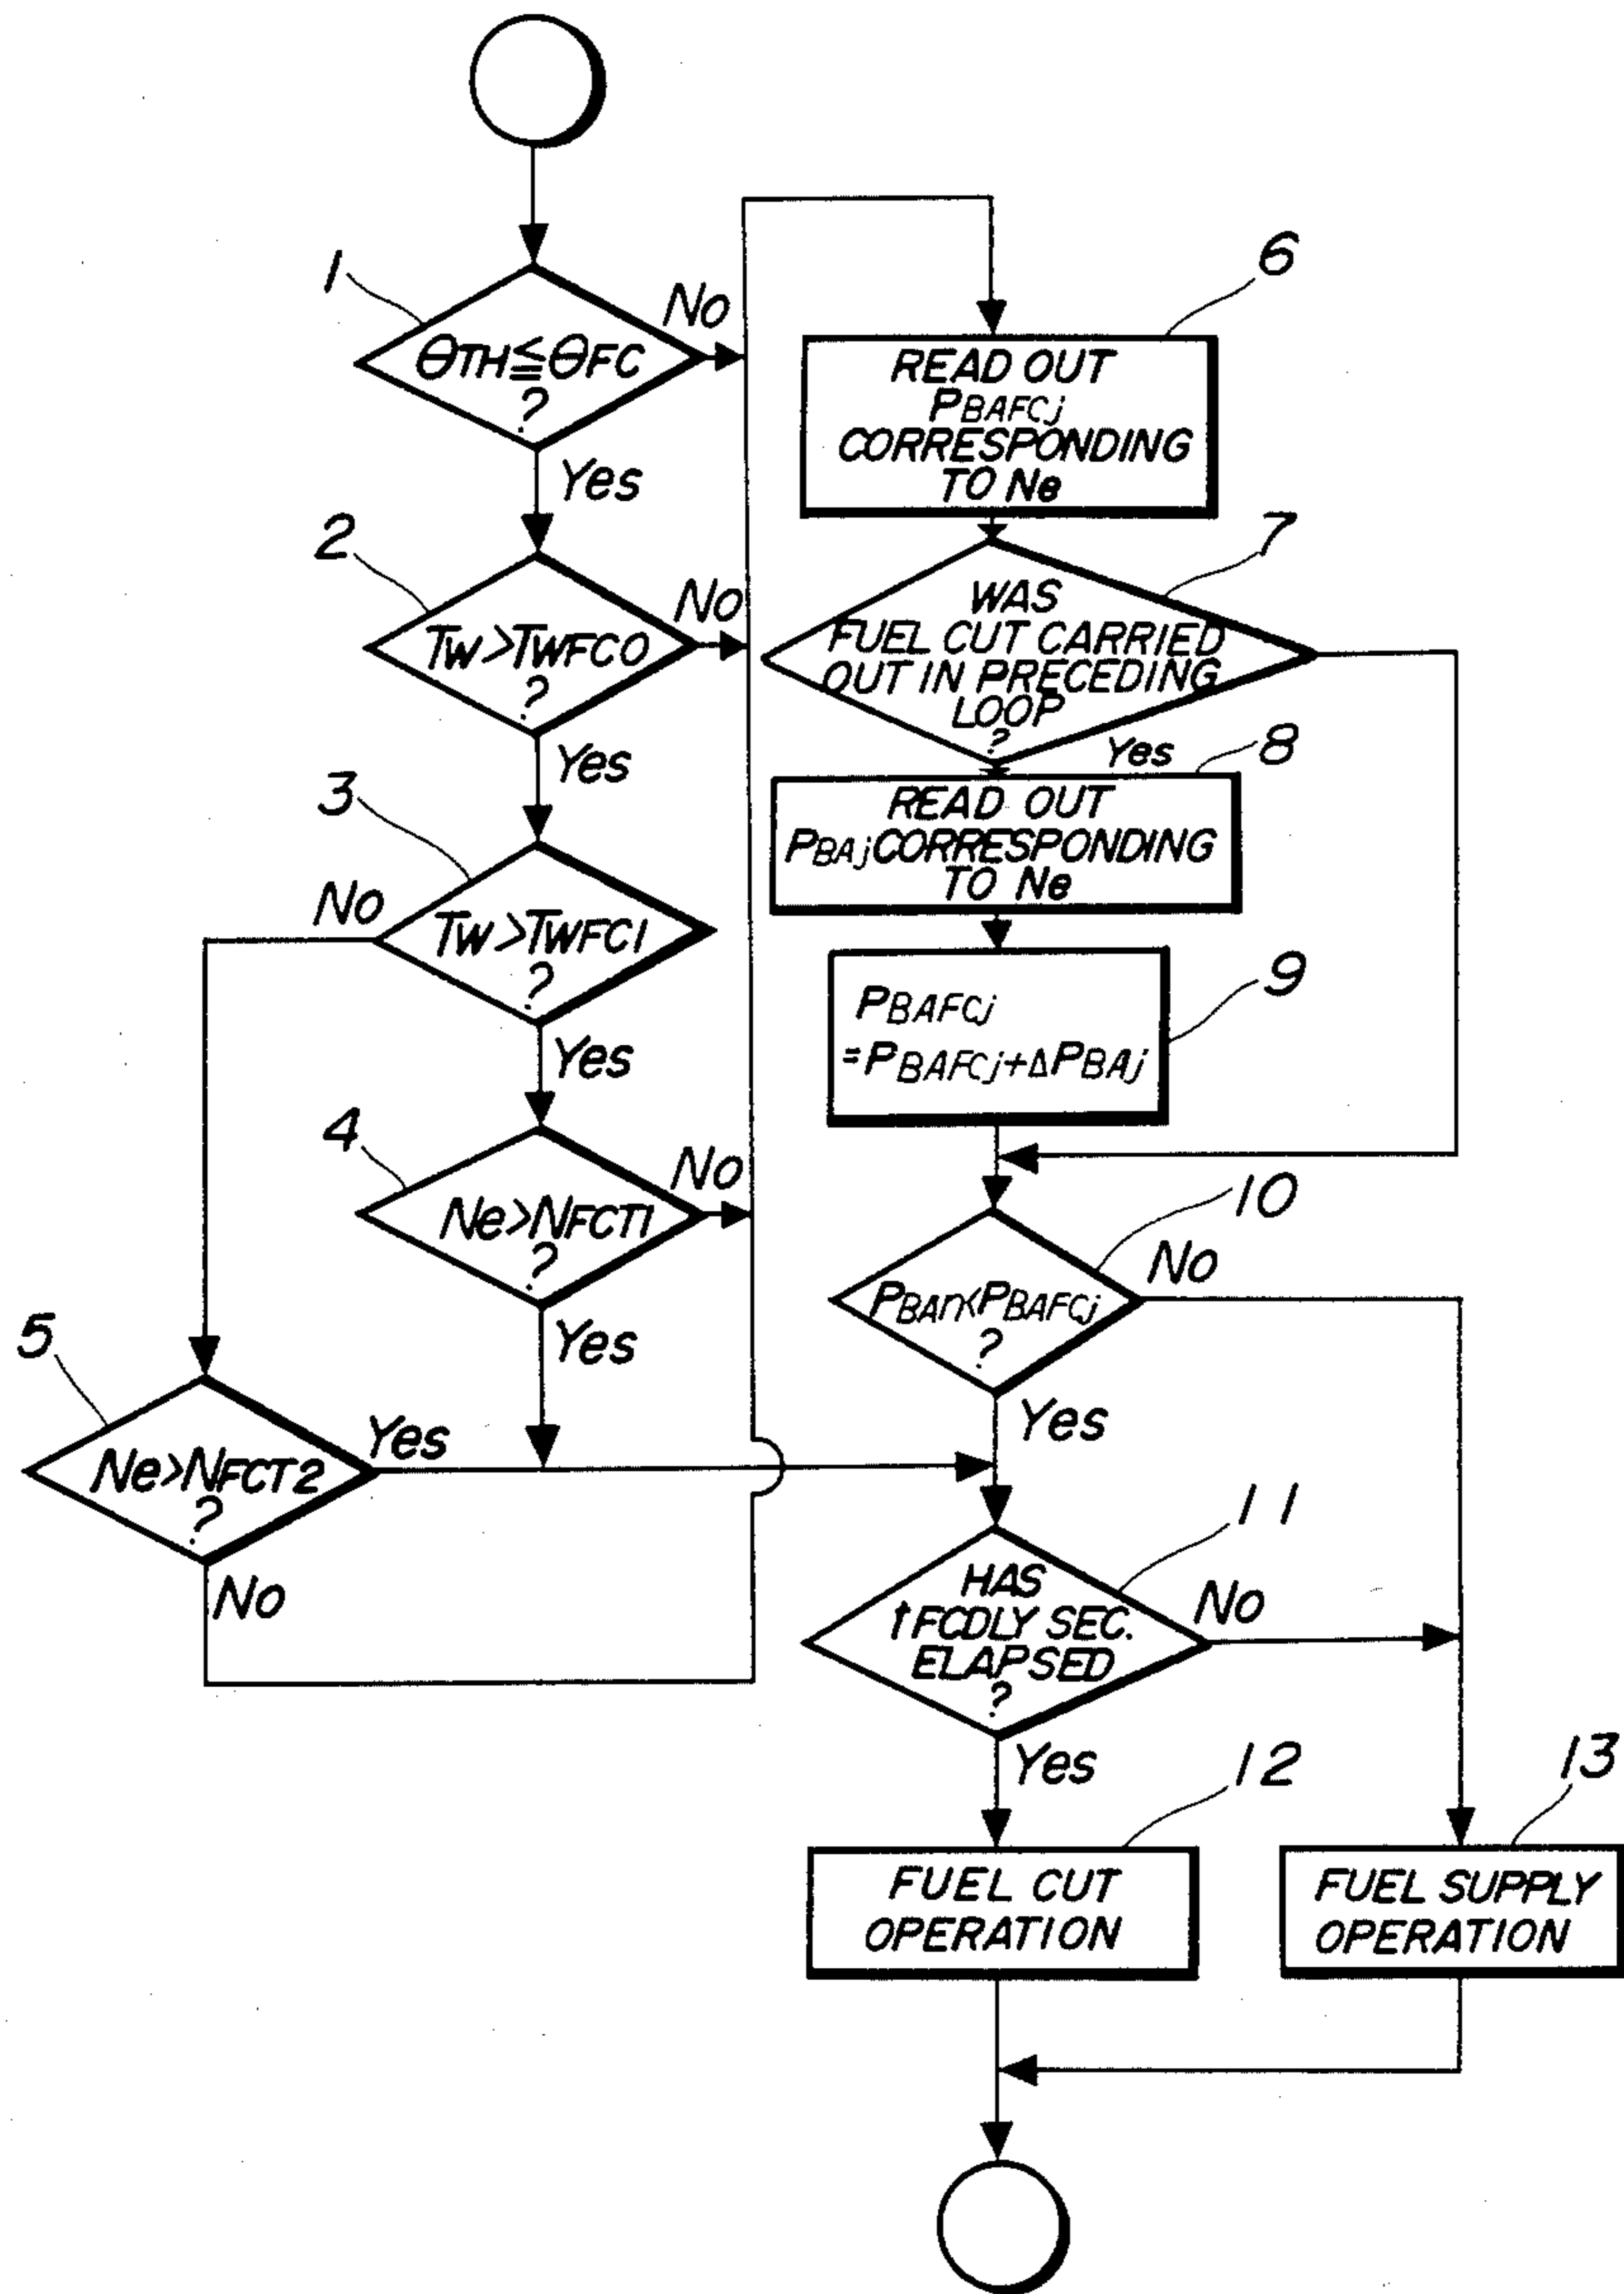 1
θTH≦θFC
?
No
Yes
2
TW>TWFC0
?
No
Yes
3
TW>TWFC1
?
No
Yes
4
Ne>NFCT1
?
No
Yes
5
Ne>NFCT2
?
Yes
No
6
READ OUT
PBAFCj
CORRESPONDING
TO Ne
7
WAS
FUEL CUT CARRIED
OUT IN PRECEDING
LOOP
?
Yes
8
READ OUT
PBAj CORRESPONDING
TO Ne
9
PBAFCj
=PBAFCj+ΔPBAj
10
PBAn<PBAFCj
?
No
Yes
11
HAS
tFCDLY SEC.
ELAPSED
?
No
Yes
12
FUEL CUT
OPERATION
13
FUEL SUPPLY
OPERATION